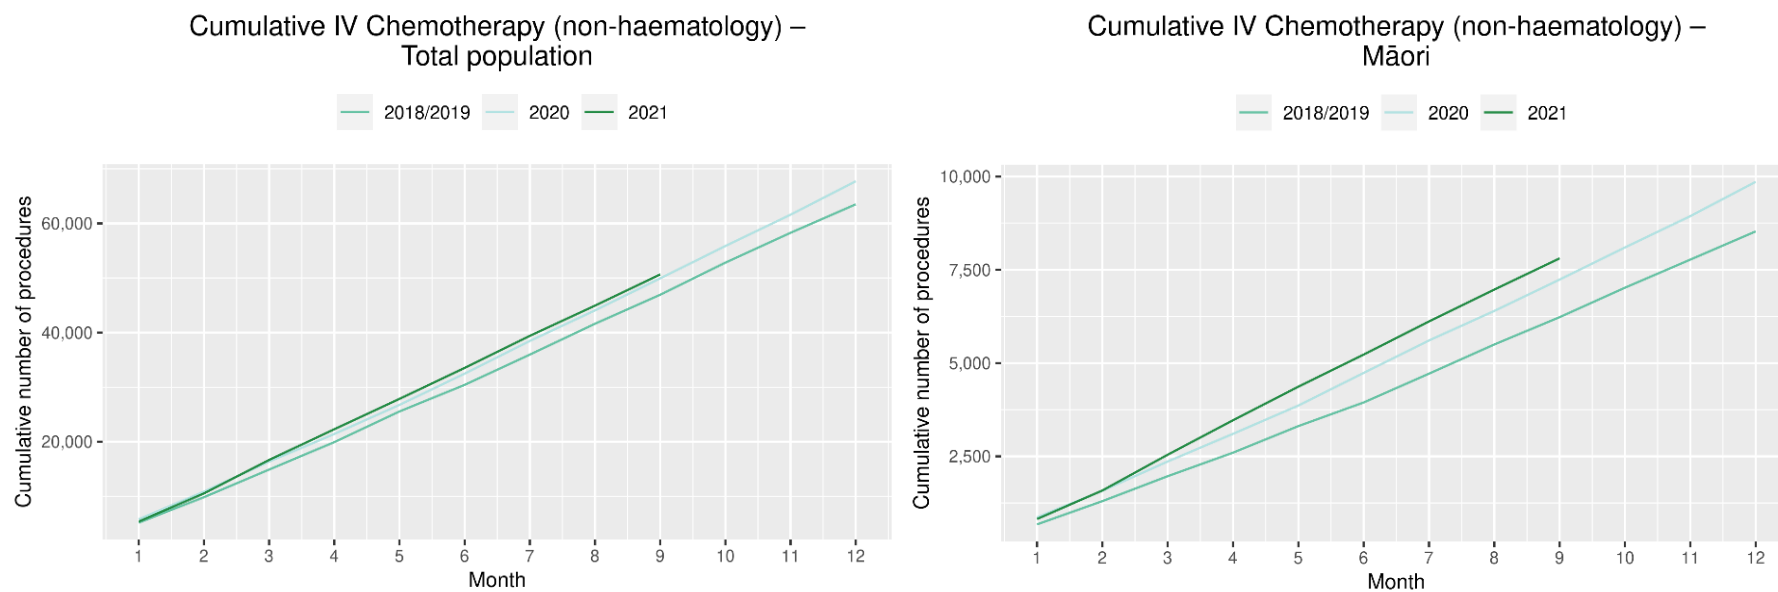 Cumulative IV Chemotherapy (non-haematology) –
Total population
2018/2019 2020 2021
Cumulative number of procedures
60,000
40,000
20,000
1 2 3 4 5 6 7 8 9 10 11 12
Month
Cumulative IV Chemotherapy (non-haematology) –
Māori
2018/2019 2020 2021
Cumulative number of procedures
10,000
7,500
5,000
2,500
1 2 3 4 5 6 7 8 9 10 11 12
Month